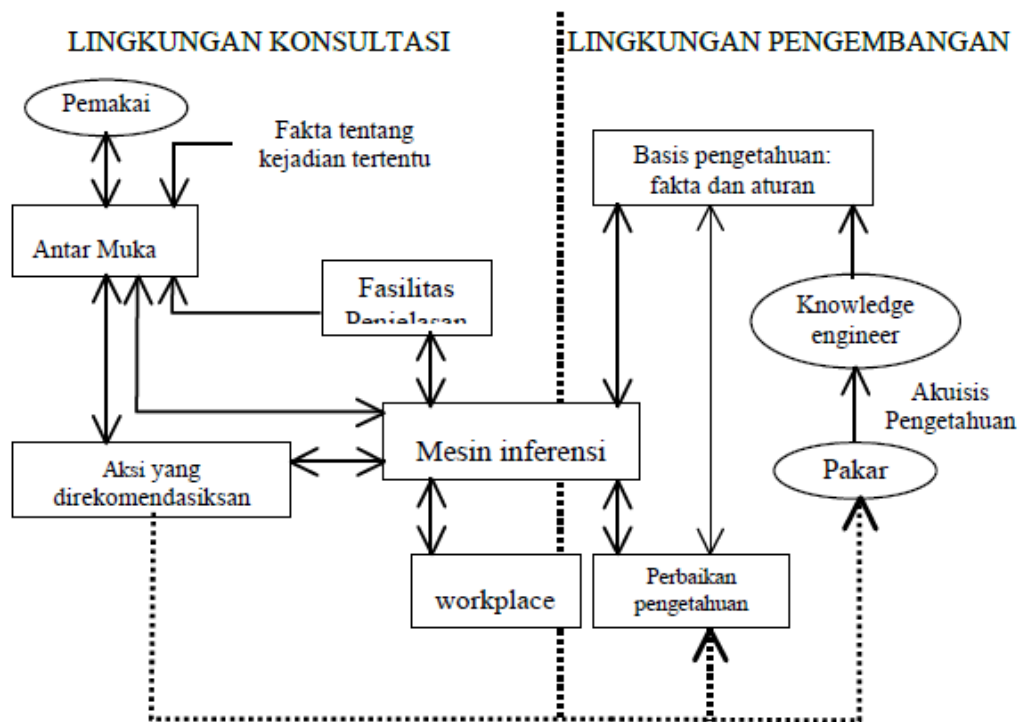 LINGKUNGAN KONSULTASI
LINGKUNGAN PENGEMBANGAN
Pemakai
Fakta tentang
kejadian tertentu
Antar Muka
Fasilitas
Penjelasan
Basis pengetahuan:
fakta dan aturan
Knowledge
engineer
Akuisis
Pengetahuan
Pakar
Mesin inferensi
Aksi yang
direkomendasiksan
workplace
Perbaikan
pengetahuan